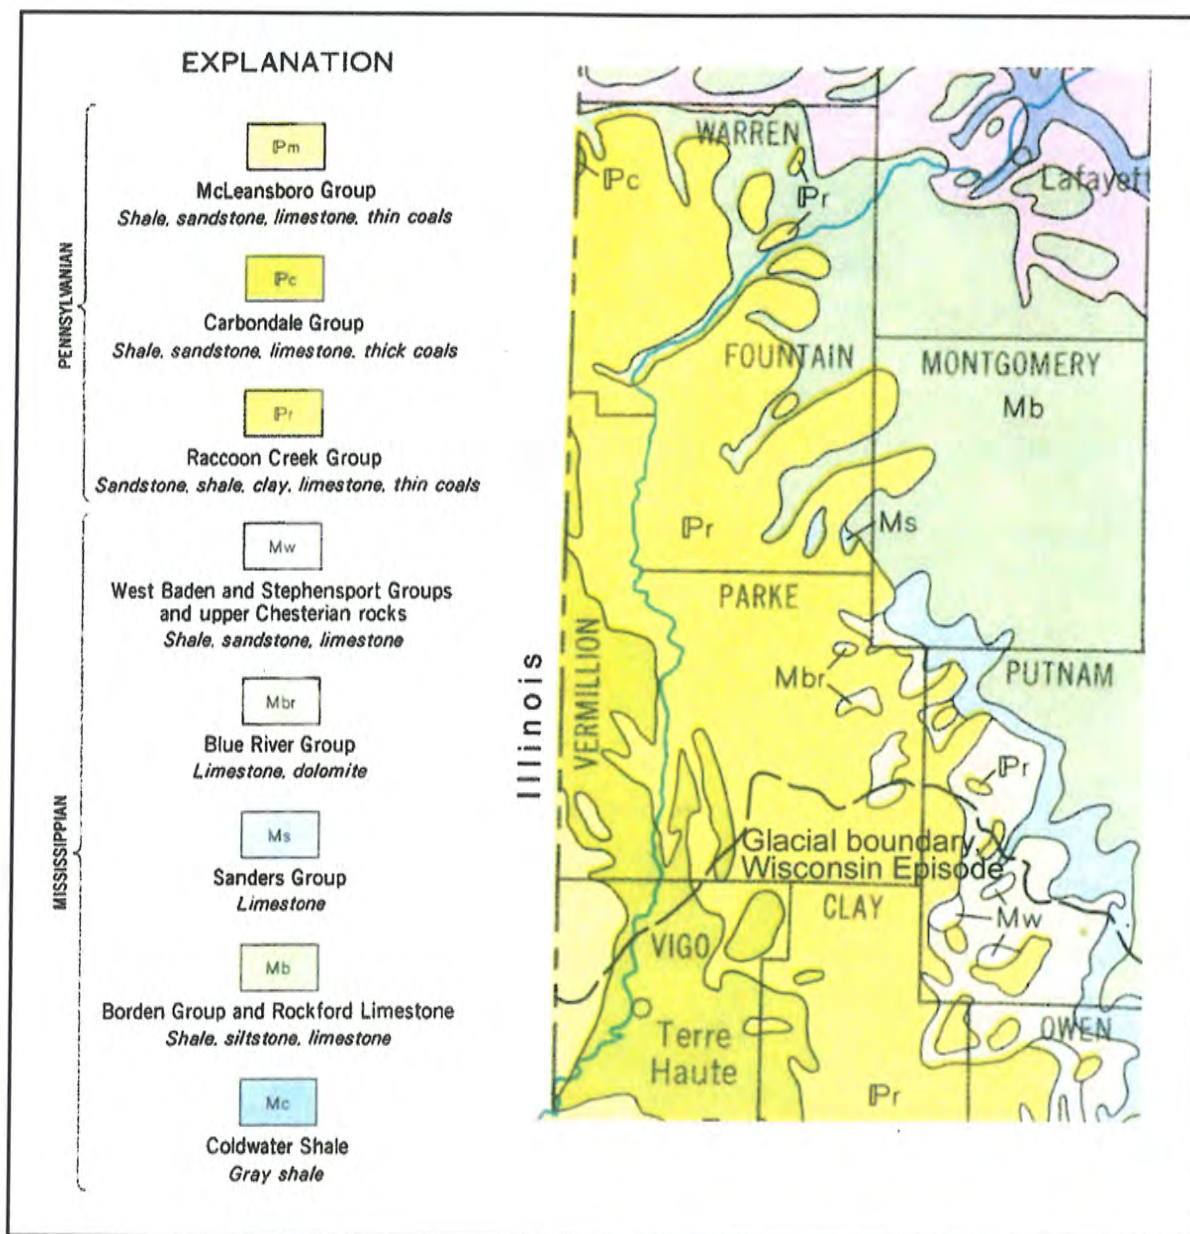 EXPLANATION
PENNSYLVANIAN
ℙm
McLeansboro Group
Shale, sandstone, limestone, thin coals
ℙc
Carbondale Group
Shale, sandstone, limestone, thick coals
ℙr
Raccoon Creek Group
Sandstone, shale, clay, limestone, thin coals
MISSISSIPPIAN
Mw
West Baden and Stephensport Groups
and upper Chesterian rocks
Shale, sandstone, limestone
Mbr
Blue River Group
Limestone, dolomite
Ms
Sanders Group
Limestone
Mb
Borden Group and Rockford Limestone
Shale, siltstone, limestone
Mc
Coldwater Shale
Gray shale
WARREN
ℙc
ℙr
Lafayett
FOUNTAIN
MONTGOMERY
Mb
ℙr
Ms
PARKE
Illinois
VERMILLION
Mbr
PUTNAM
ℙr
Glacial boundary,
Wisconsin Episode
CLAY
Mw
VIGO
OWEN
Terre
Haute
ℙr